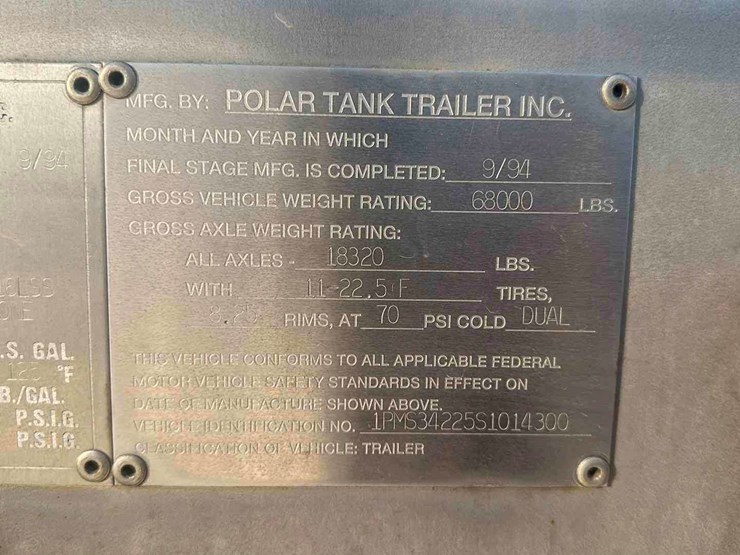 9/94
.S. GAL.
°F
B./GAL.
P.S.I.G.
P.S.I.G.
MFG. BY: POLAR TANK TRAILER INC.
MONTH AND YEAR IN WHICH
FINAL STAGE MFG. IS COMPLETED: 9/94
GROSS VEHICLE WEIGHT RATING: 68000 LBS.
GROSS AXLE WEIGHT RATING:
ALL AXLES - 18320 LBS.
WITH 11-22.5 F TIRES,
RIMS, AT 70 PSI COLD DUAL
THIS VEHICLE CONFORMS TO ALL APPLICABLE FEDERAL
MOTOR VEHICLE SAFETY STANDARDS IN EFFECT ON
DATE OF MANUFACTURE SHOWN ABOVE.
VEHICLE IDENTIFICATION NO. 1PMS34225S1014300
CLASSIFICATION OF VEHICLE: TRAILER